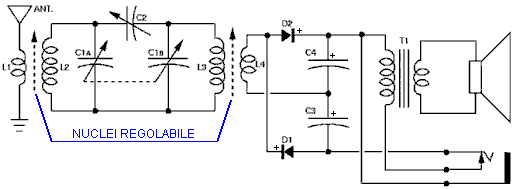 ANT.
C2
D2
T1
L1
L2
C1A
C1B
L3
L4
C4
C3
D1
NUCLEI REGOLABILE